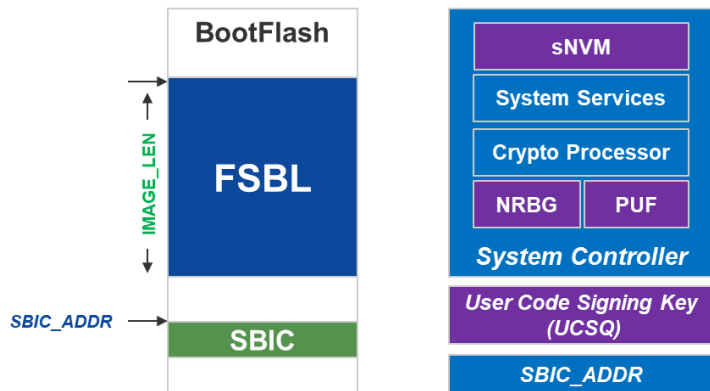 BootFlash
IMAGE_LEN
FSBL
SBIC_ADDR
SBIC
sNVM
System Services
Crypto Processor
NRBG
PUF
System Controller
User Code Signing Key
(UCSQ)
SBIC_ADDR